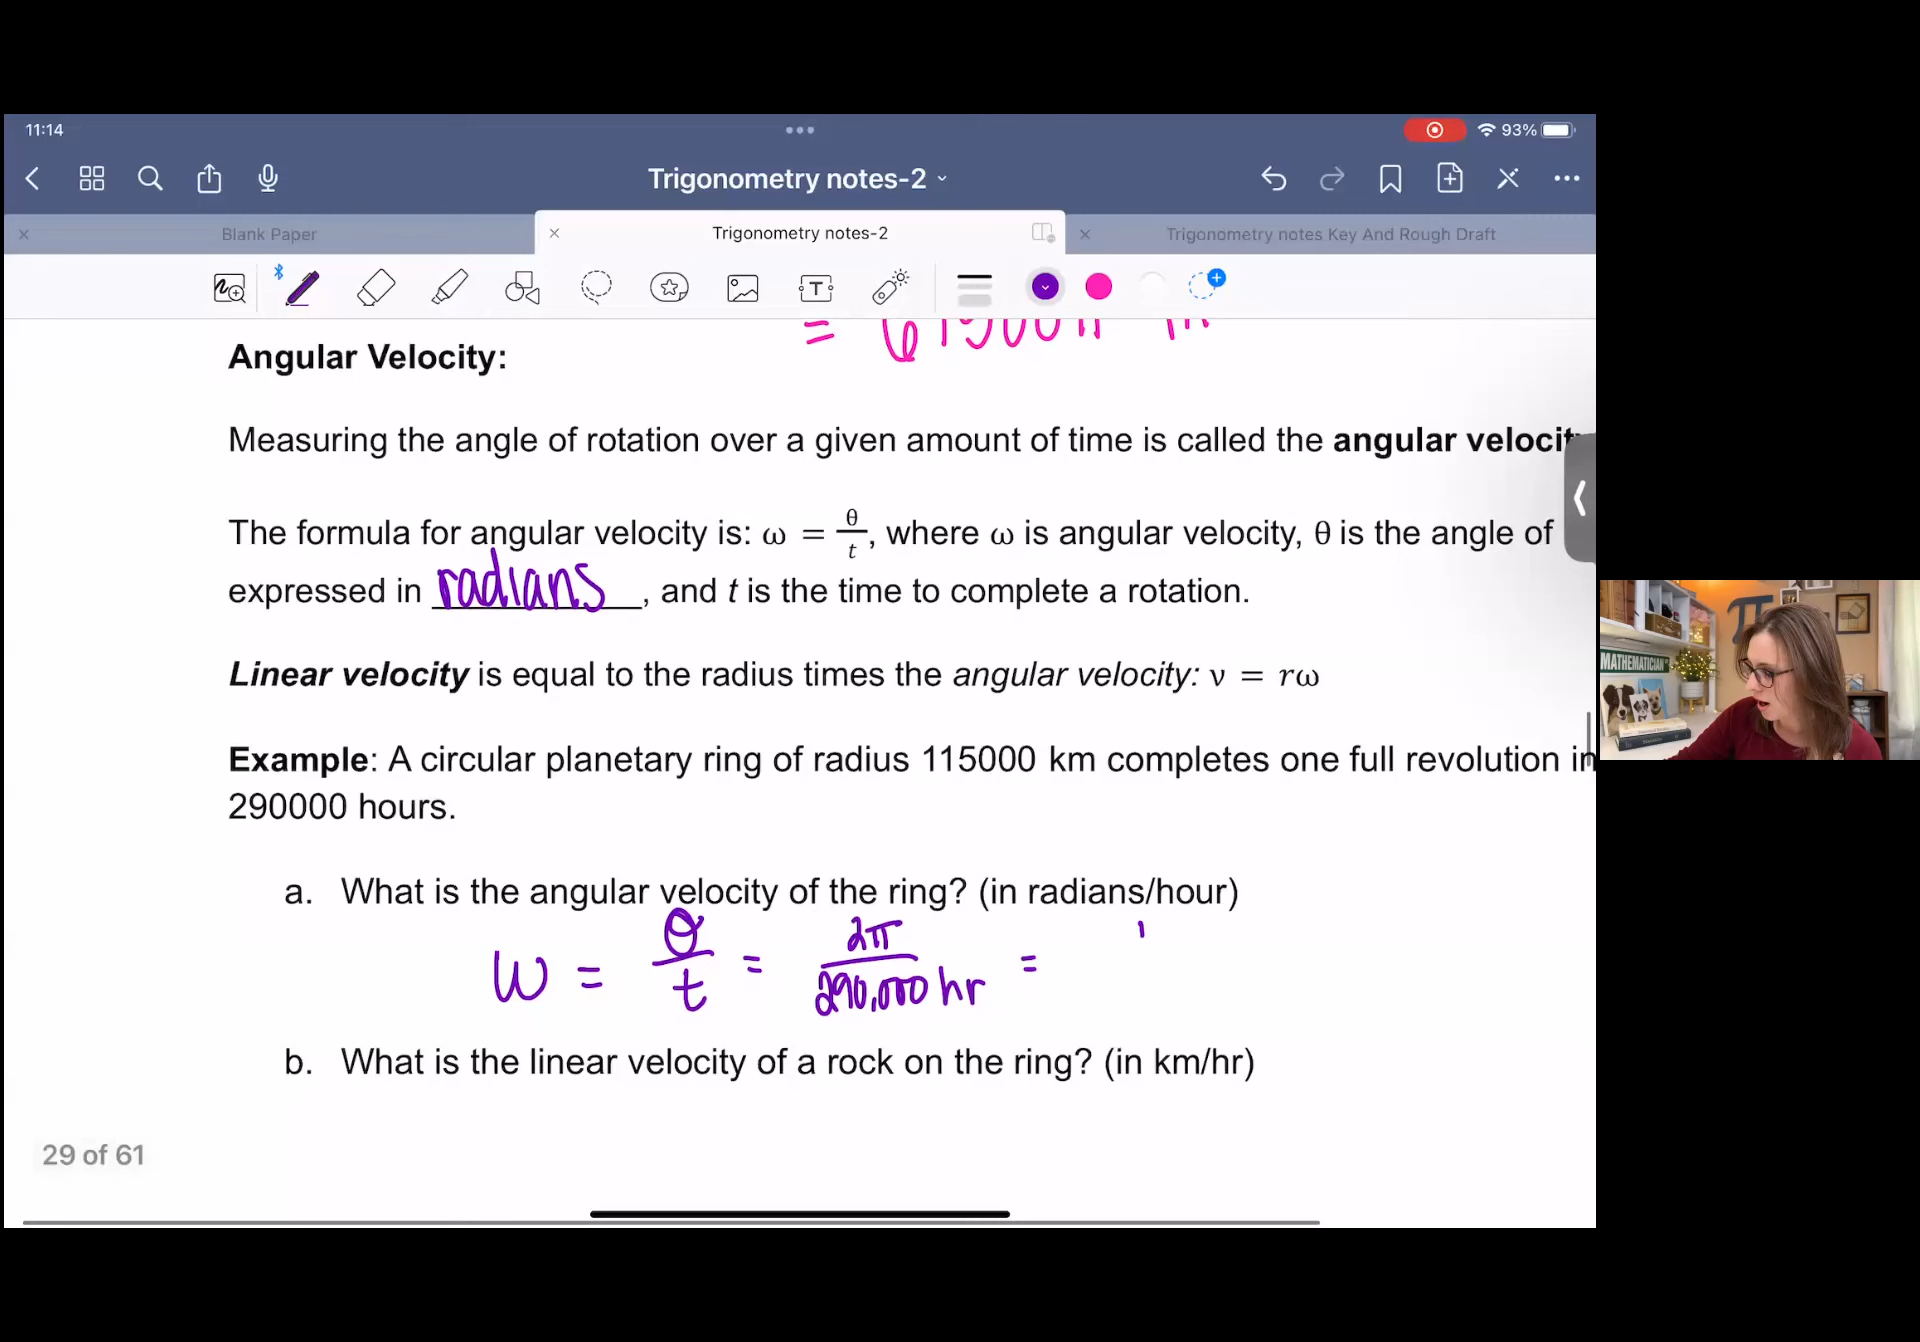 11:14
93%
Trigonometry notes-2
Blank Paper
Trigonometry notes-2
Trigonometry notes Key And Rough Draft
Angular Velocity:
Measuring the angle of rotation over a given amount of time is called the angular velocit
The formula for angular velocity is: ω = θ/t, where ω is angular velocity, θ is the angle of
expressed in radians, and t is the time to complete a rotation.
Linear velocity is equal to the radius times the angular velocity: v = rω
Example: A circular planetary ring of radius 115000 km completes one full revolution in
290000 hours.
a. What is the angular velocity of the ring? (in radians/hour)
ω = θ/t = 2π/290,000 hr =
b. What is the linear velocity of a rock on the ring? (in km/hr)
29 of 61
MATHEMATICIAN